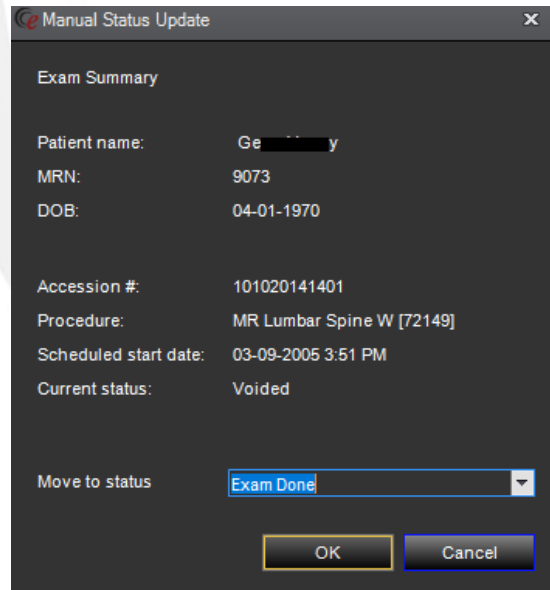 Manual Status Update
Exam Summary
Patient name: Ge y
MRN: 9073
DOB: 04-01-1970
Accession #: 101020141401
Procedure: MR Lumbar Spine W [72149]
Scheduled start date: 03-09-2005 3:51 PM
Current status: Voided
Move to status Exam Done
OK Cancel